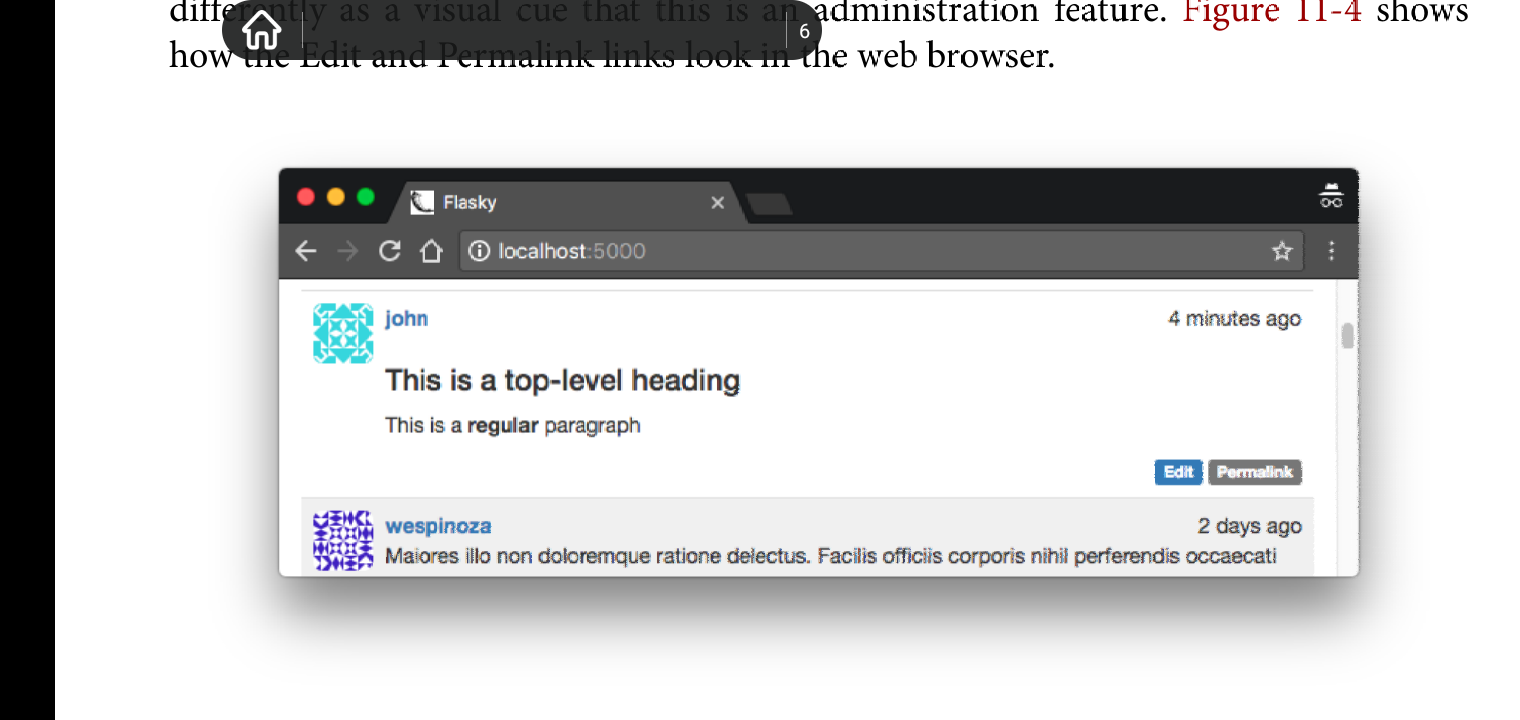 differently as a visual cue that this is an administration feature. Figure 11-4 shows
6
how the Edit and Permalink links look in the web browser.
Flasky
localhost:5000
john 4 minutes ago
This is a top-level heading
This is a regular paragraph
Edit Permalink
wespinoza 2 days ago
Maiores illo non doloremque ratione delectus. Facilis officiis corporis nihil perferendis occaecati